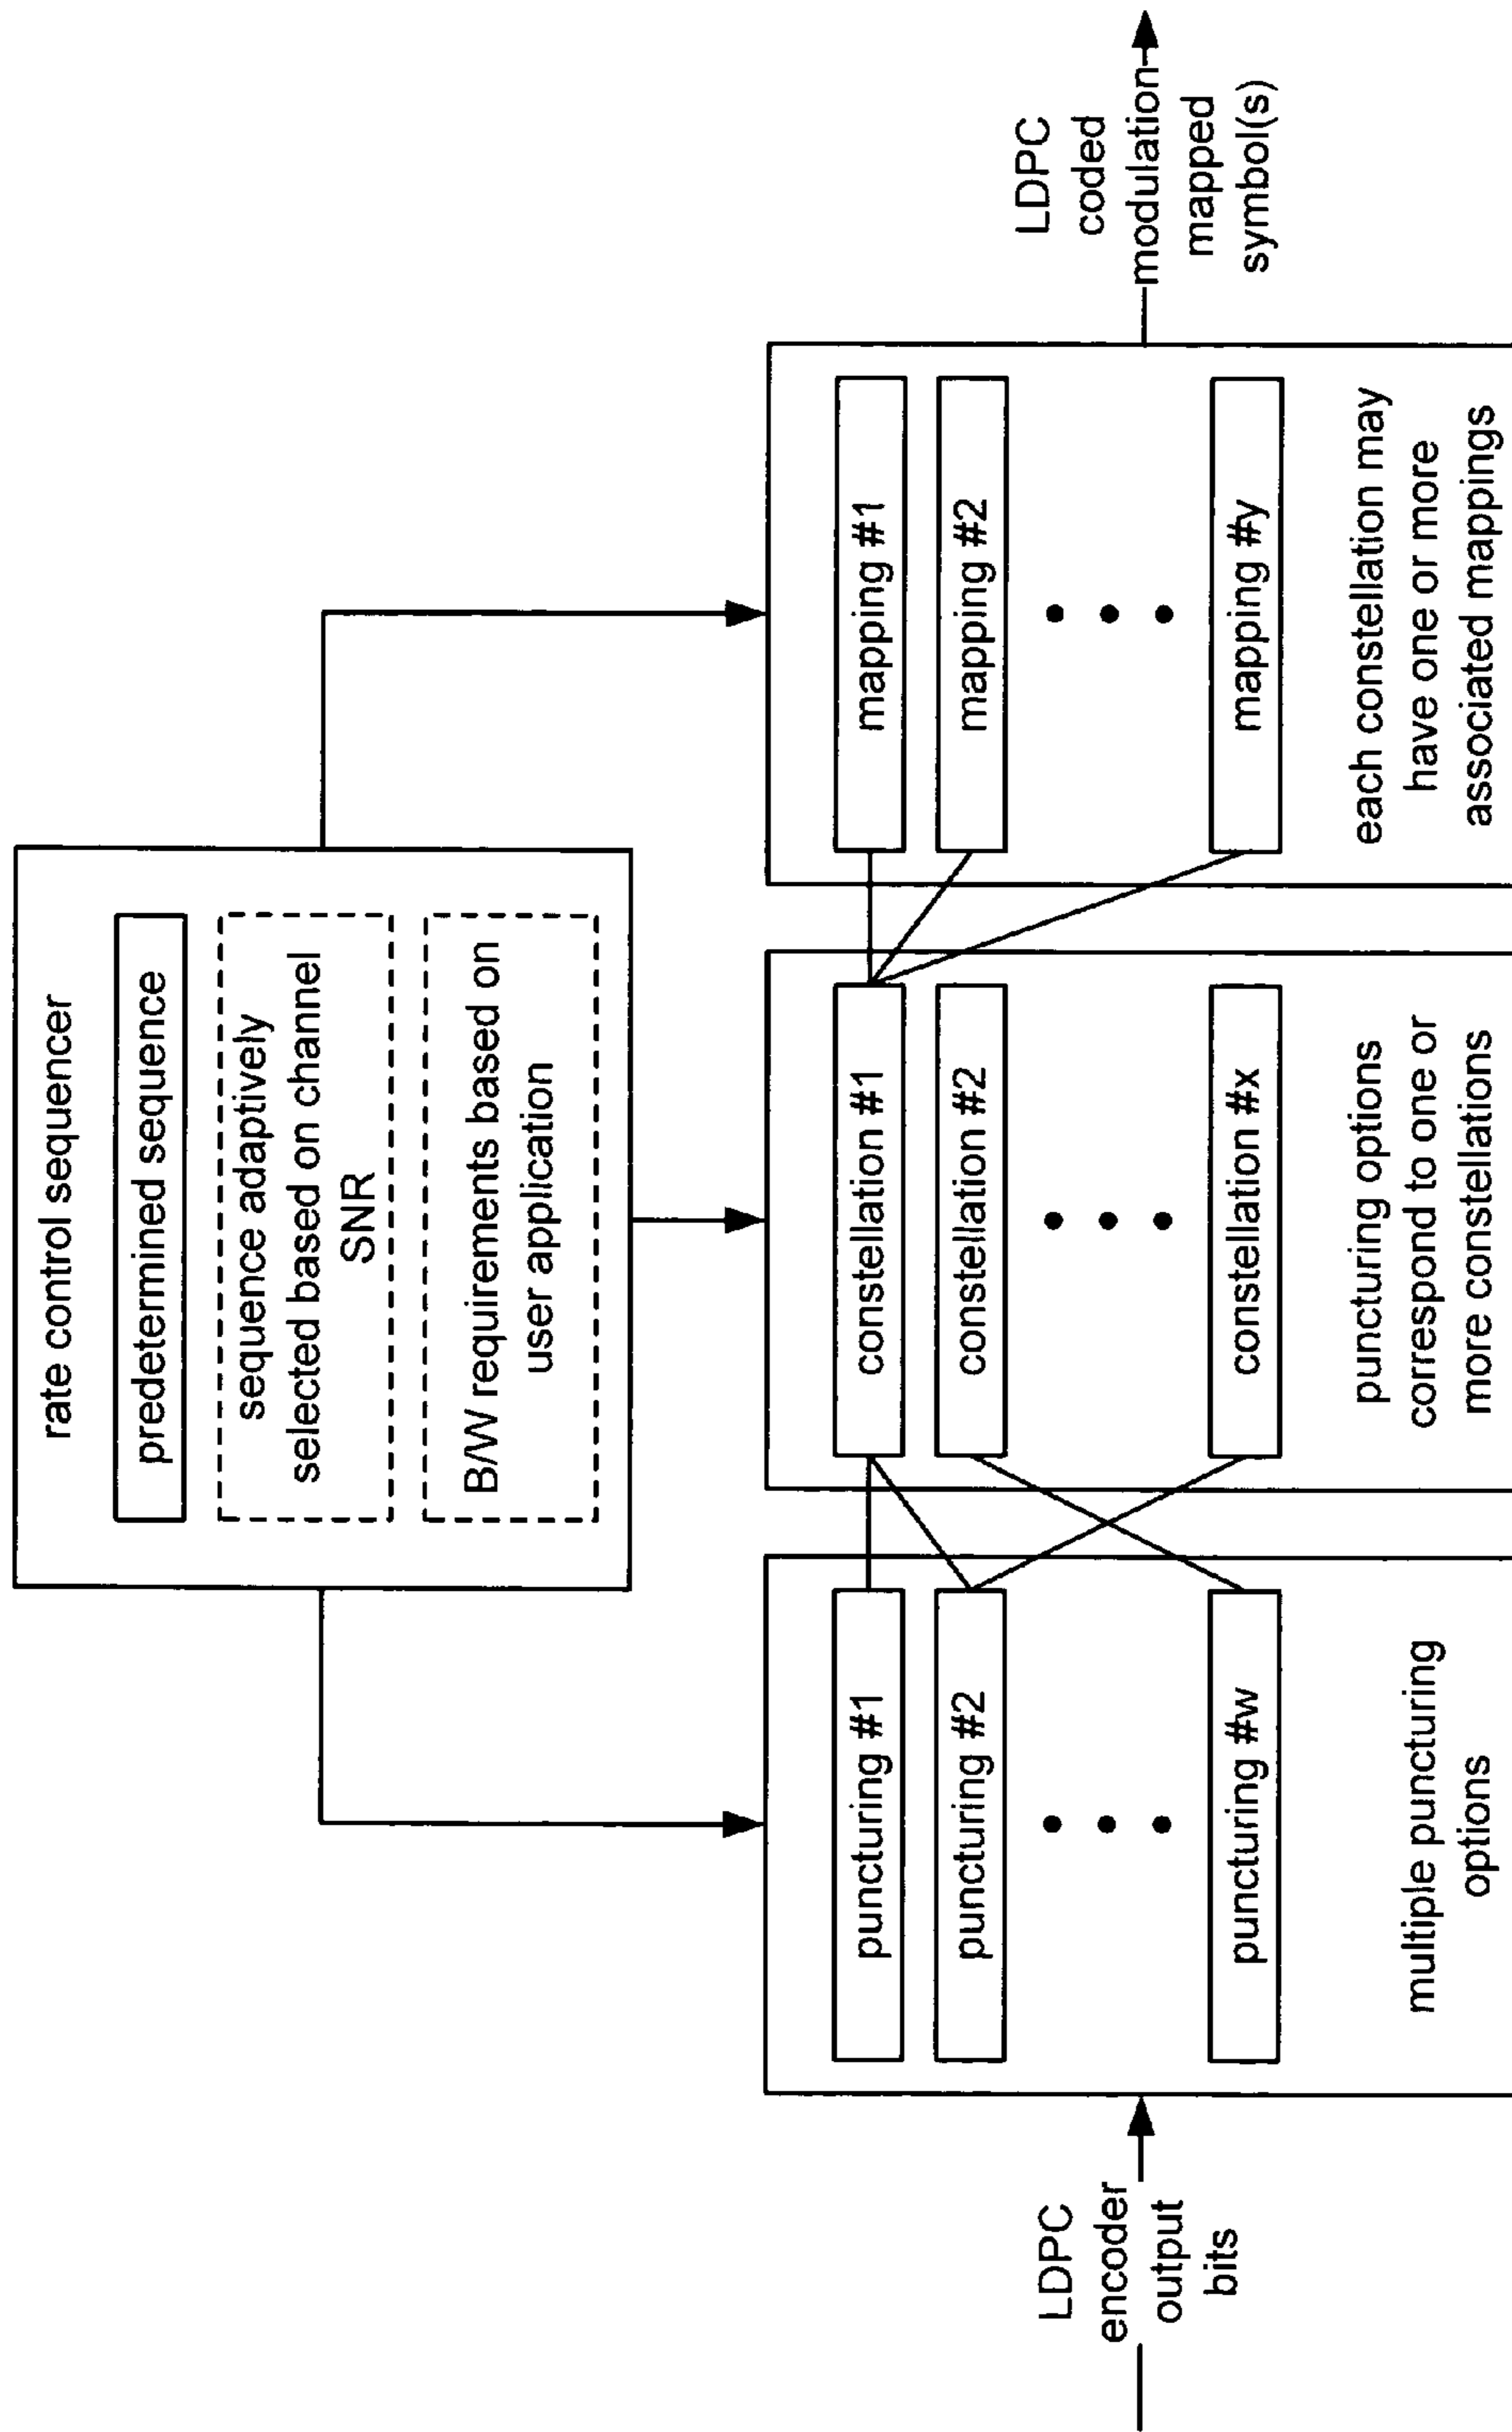 rate control sequencer
predetermined sequence
sequence adaptively
selected based on channel
SNR
B/W requirements based on
user application
LDPC
encoder
output
bits
puncturing #1
puncturing #2
puncturing #w
multiple puncturing
options
constellation #1
constellation #2
constellation #x
puncturing options
correspond to one or
more constellations
mapping #1
mapping #2
mapping #y
each constellation may
have one or more
associated mappings
LDPC
coded
modulation
mapped
symbol(s)